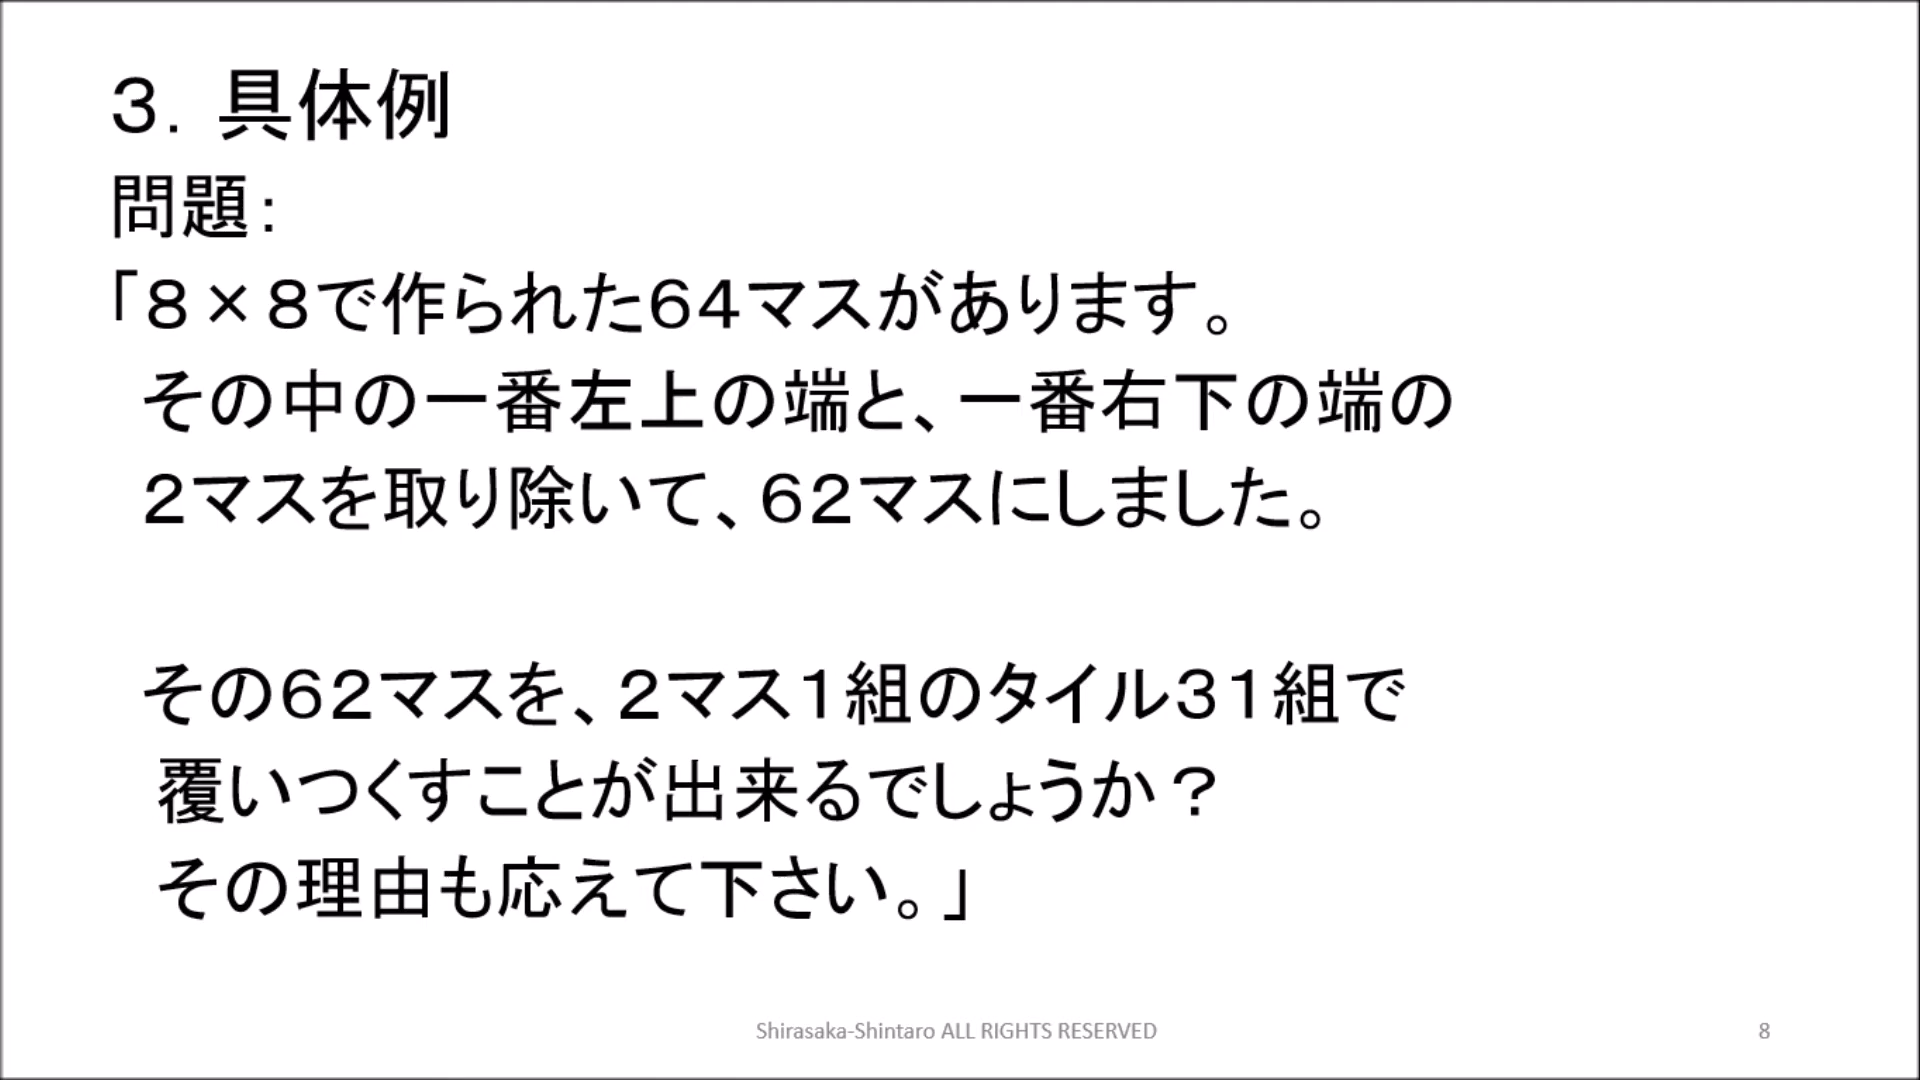 ３．具体例
問題：
「８×８で作られた６４マスがあります。
その中の一番左上の端と、一番右下の端の
２マスを取り除いて、６２マスにしました。
その６２マスを、２マス１組のタイル３１組で
覆いつくすことが出来るでしょうか？
その理由も応えて下さい。」
Shirasaka-Shintaro ALL RIGHTS RESERVED
8